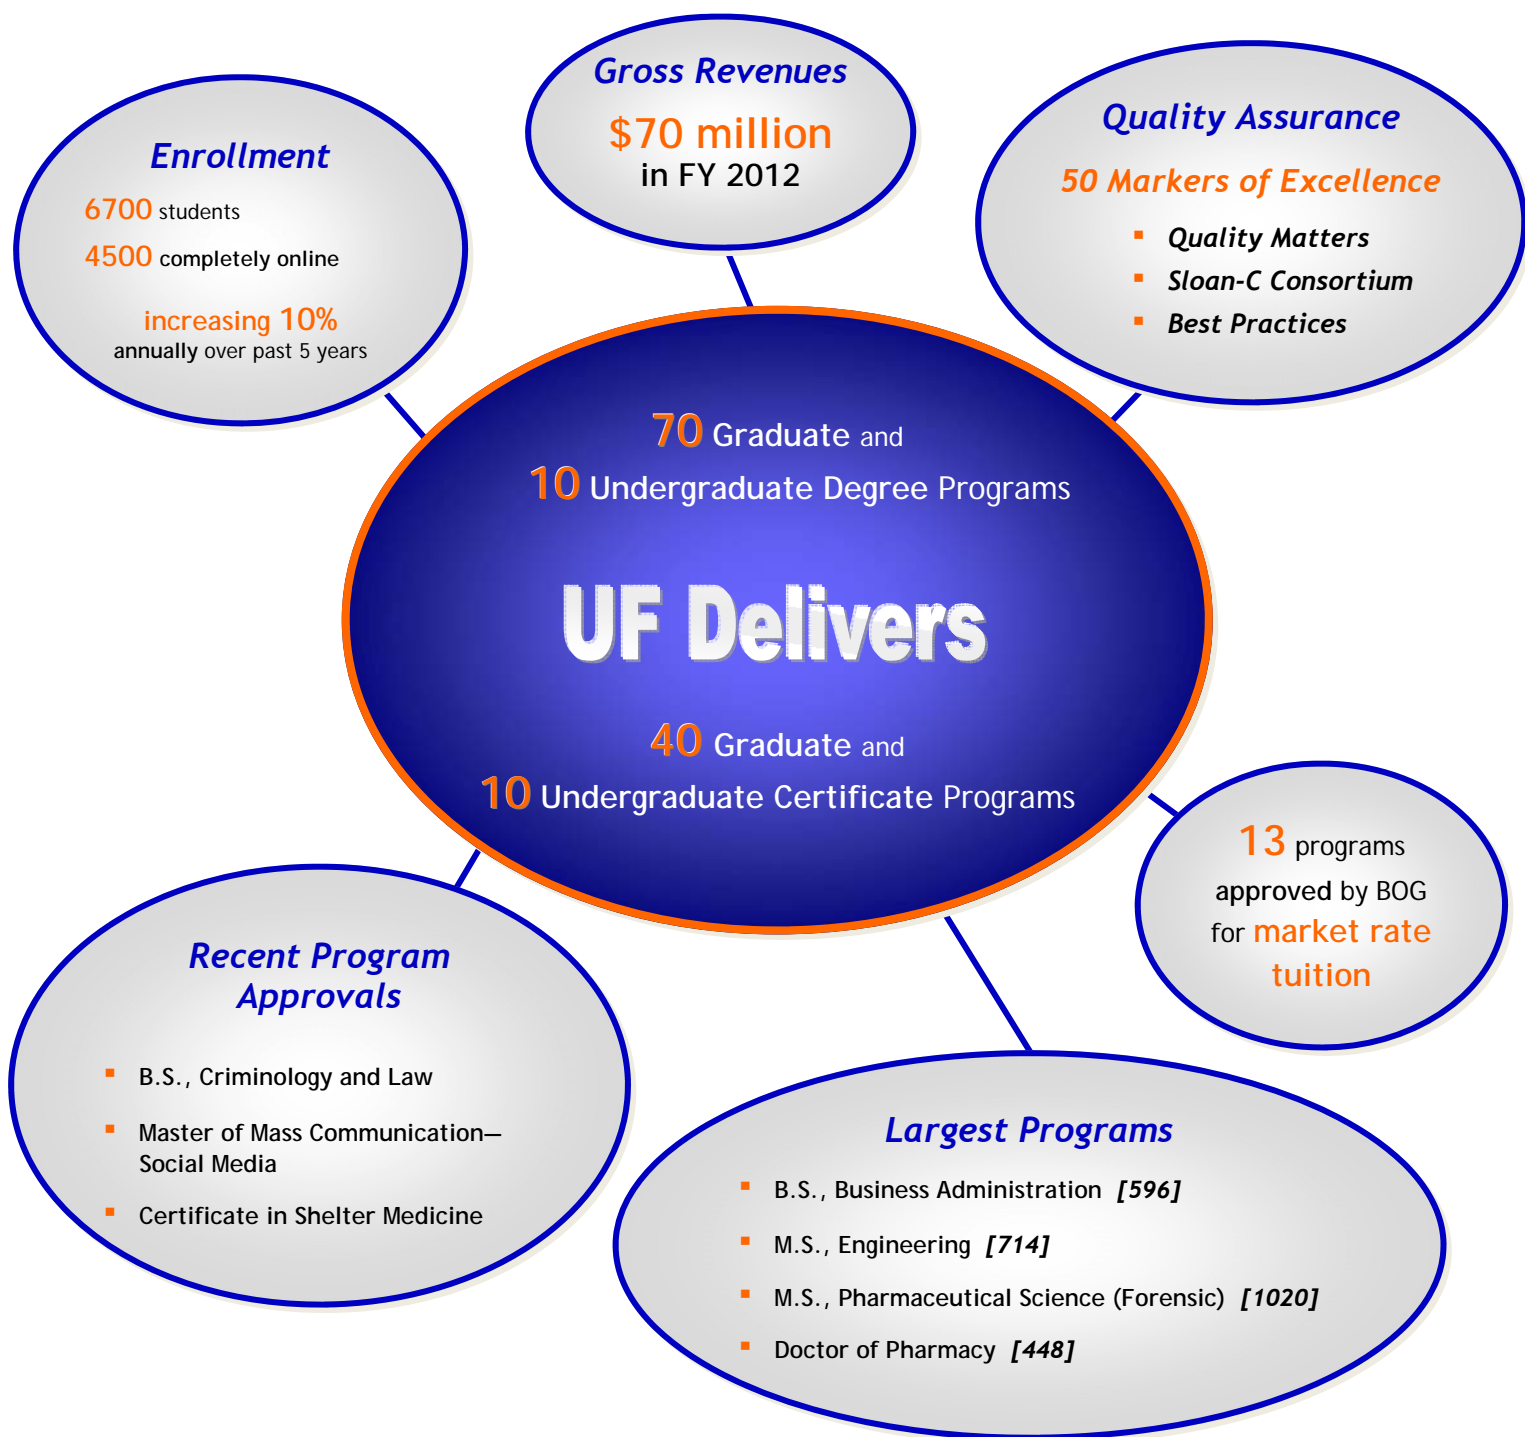 Gross Revenues
$70 million
in FY 2012
Enrollment
6700 students
4500 completely online
increasing 10%
annually over past 5 years
Quality Assurance
50 Markers of Excellence
▪ Quality Matters
▪ Sloan-C Consortium
▪ Best Practices
70 Graduate and
10 Undergraduate Degree Programs
UF Delivers
40 Graduate and
10 Undergraduate Certificate Programs
13 programs
approved by BOG
for market rate
tuition
Recent Program
Approvals
▪ B.S., Criminology and Law
▪ Master of Mass Communication—
Social Media
▪ Certificate in Shelter Medicine
Largest Programs
▪ B.S., Business Administration [596]
▪ M.S., Engineering [714]
▪ M.S., Pharmaceutical Science (Forensic) [1020]
▪ Doctor of Pharmacy [448]